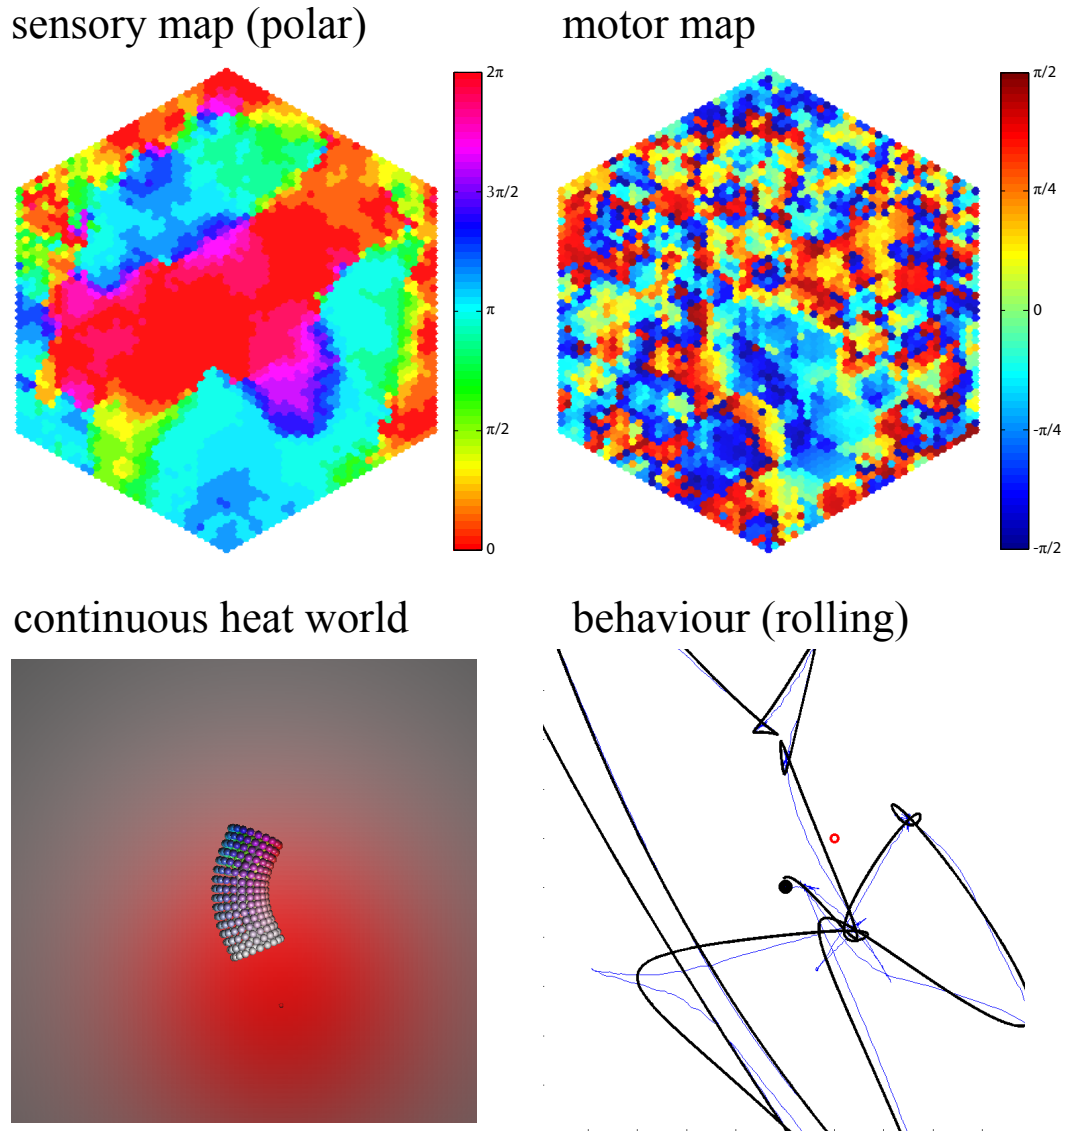 sensory map (polar)
motor map
2π
3π/2
π
π/2
0
π/2
π/4
0
-π/4
-π/2
continuous heat world
behaviour (rolling)